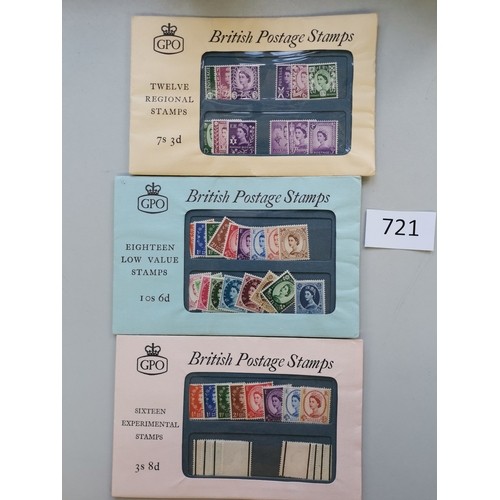 GPO
British Postage Stamps
TWELVE
REGIONAL
STAMPS
7s 3d
GPO
British Postage Stamps
EIGHTEEN
LOW VALUE
STAMPS
10s 6d
721
GPO
British Postage Stamps
SIXTEEN
EXPERIMENTAL
STAMPS
3s 8d